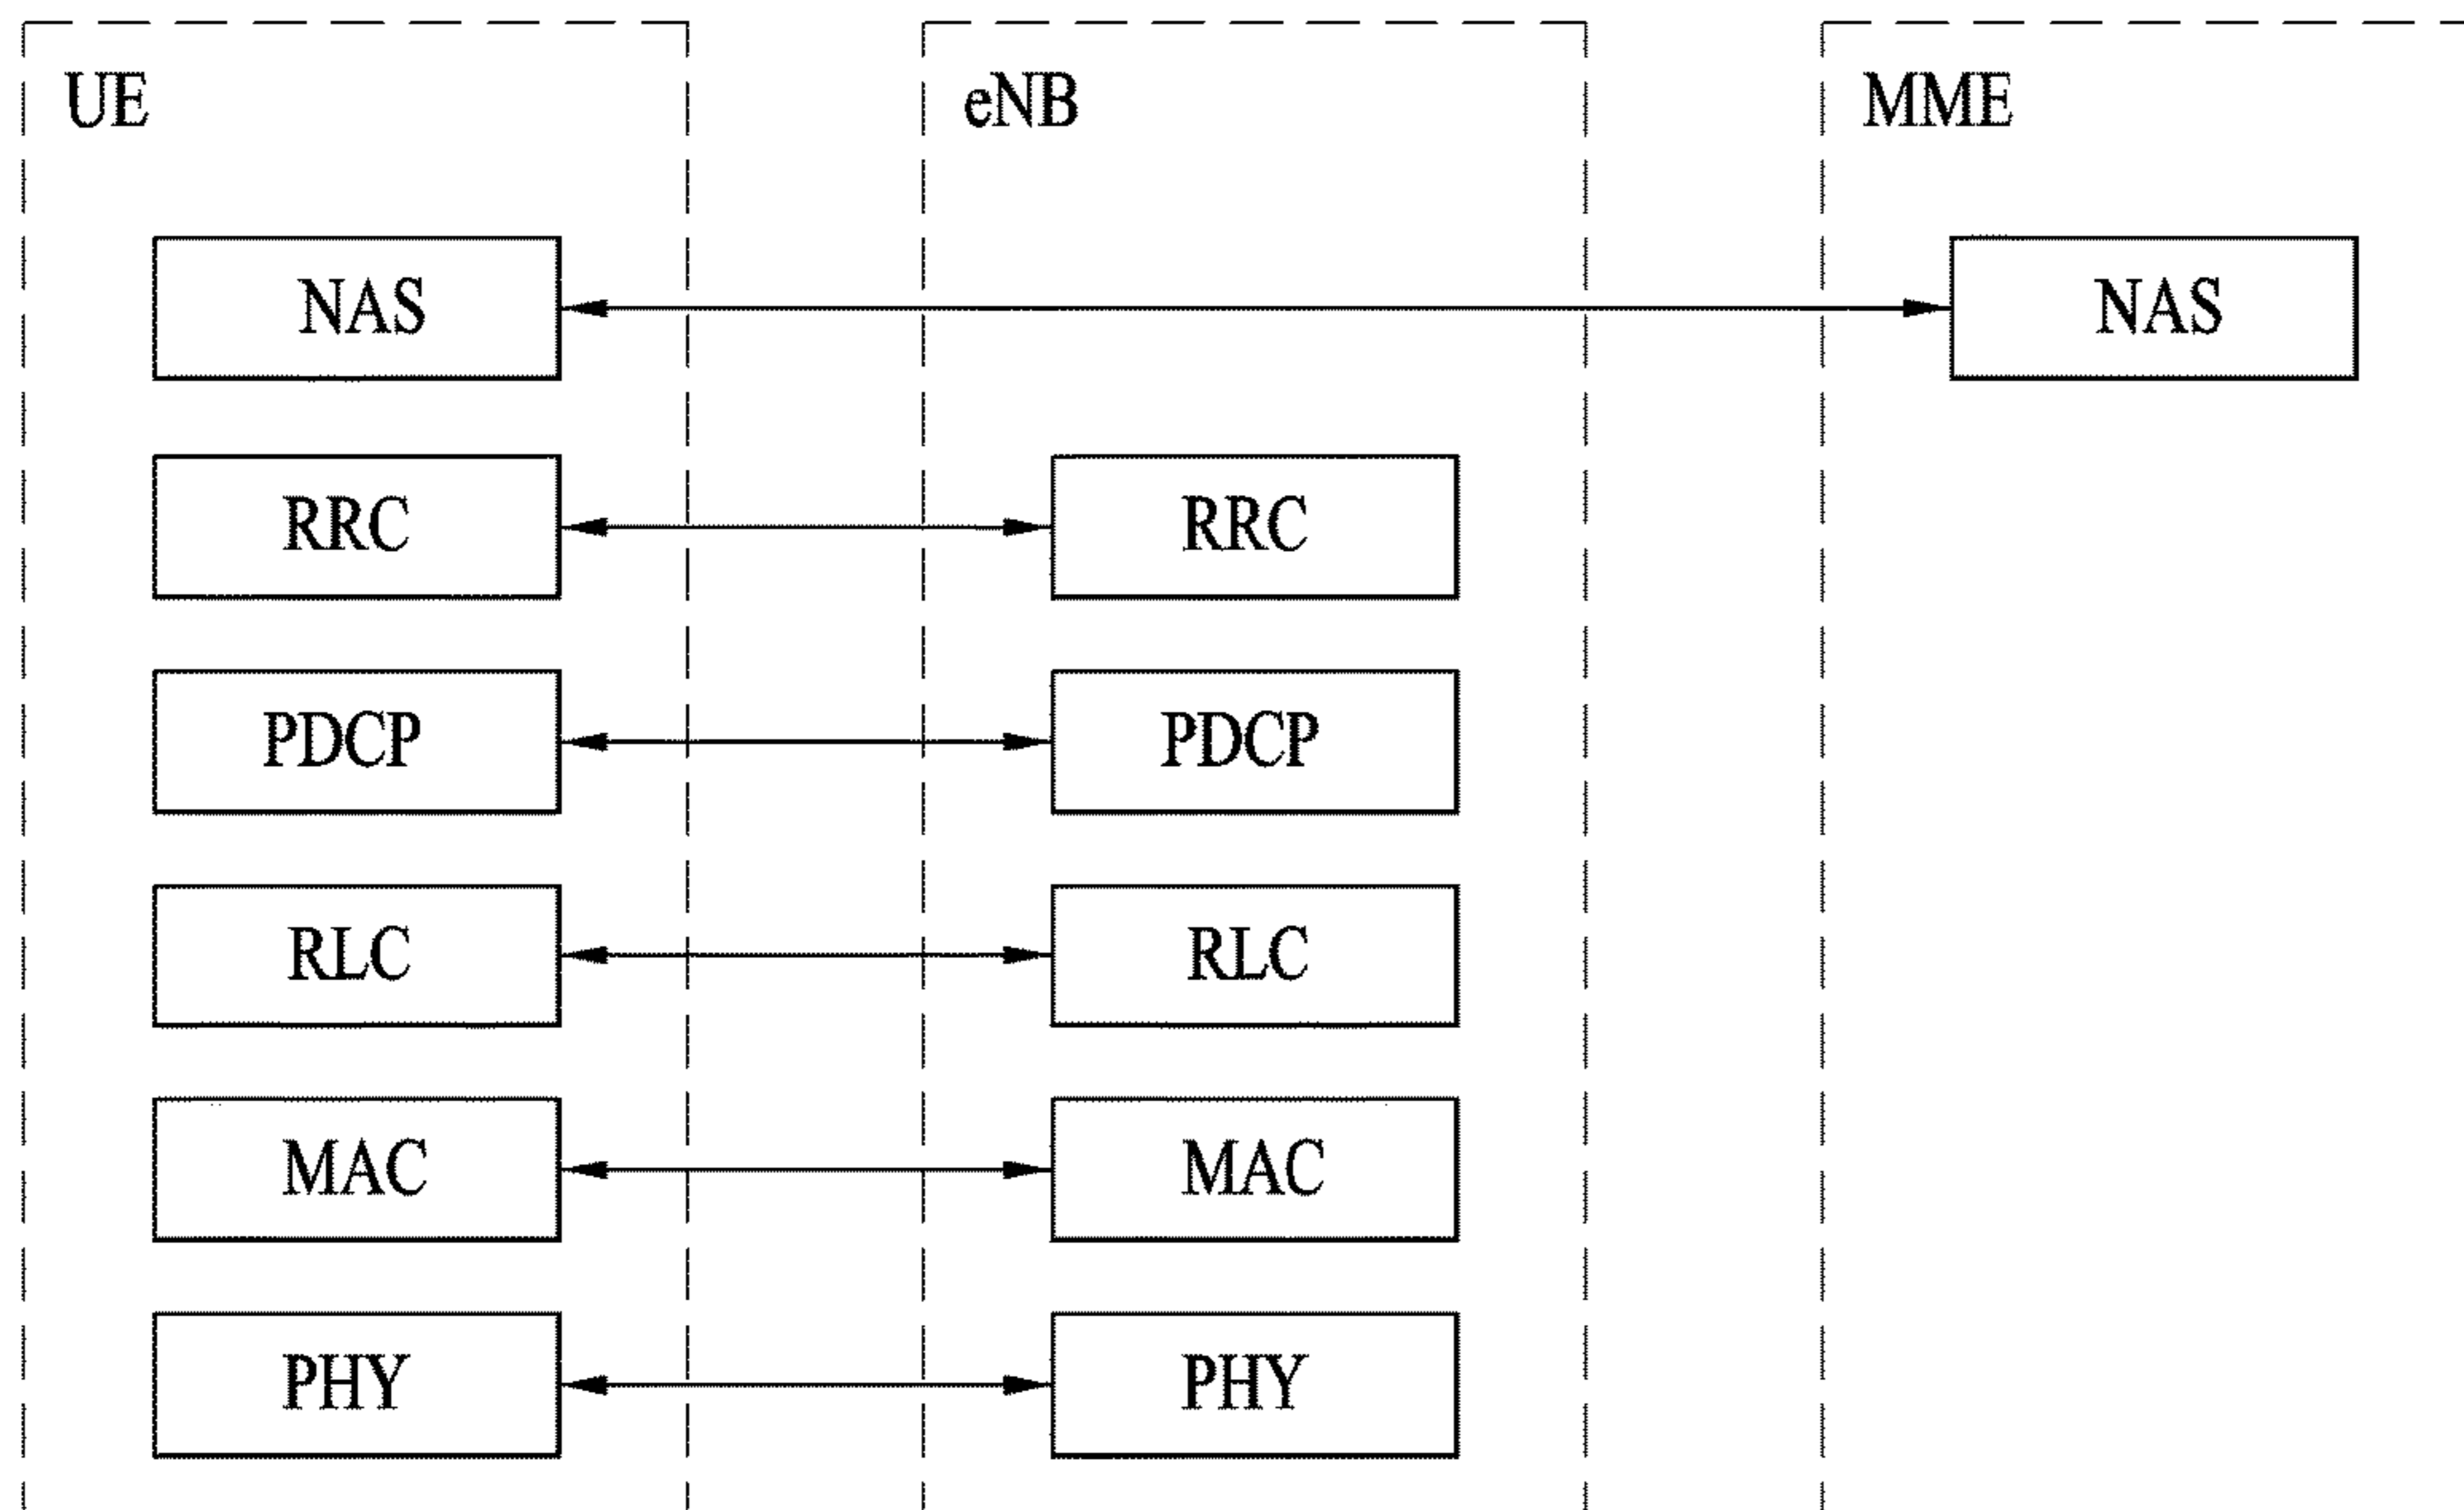 UE eNB MME
NAS NAS
RRC RRC
PDCP PDCP
RLC RLC
MAC MAC
PHY PHY